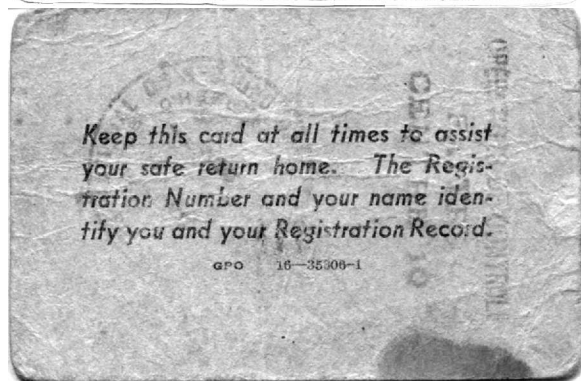 Keep this card at all times to assist
your safe return home. The Regis-
tration Number and your name iden-
tify you and your Registration Record.
GPO 16—35306-1